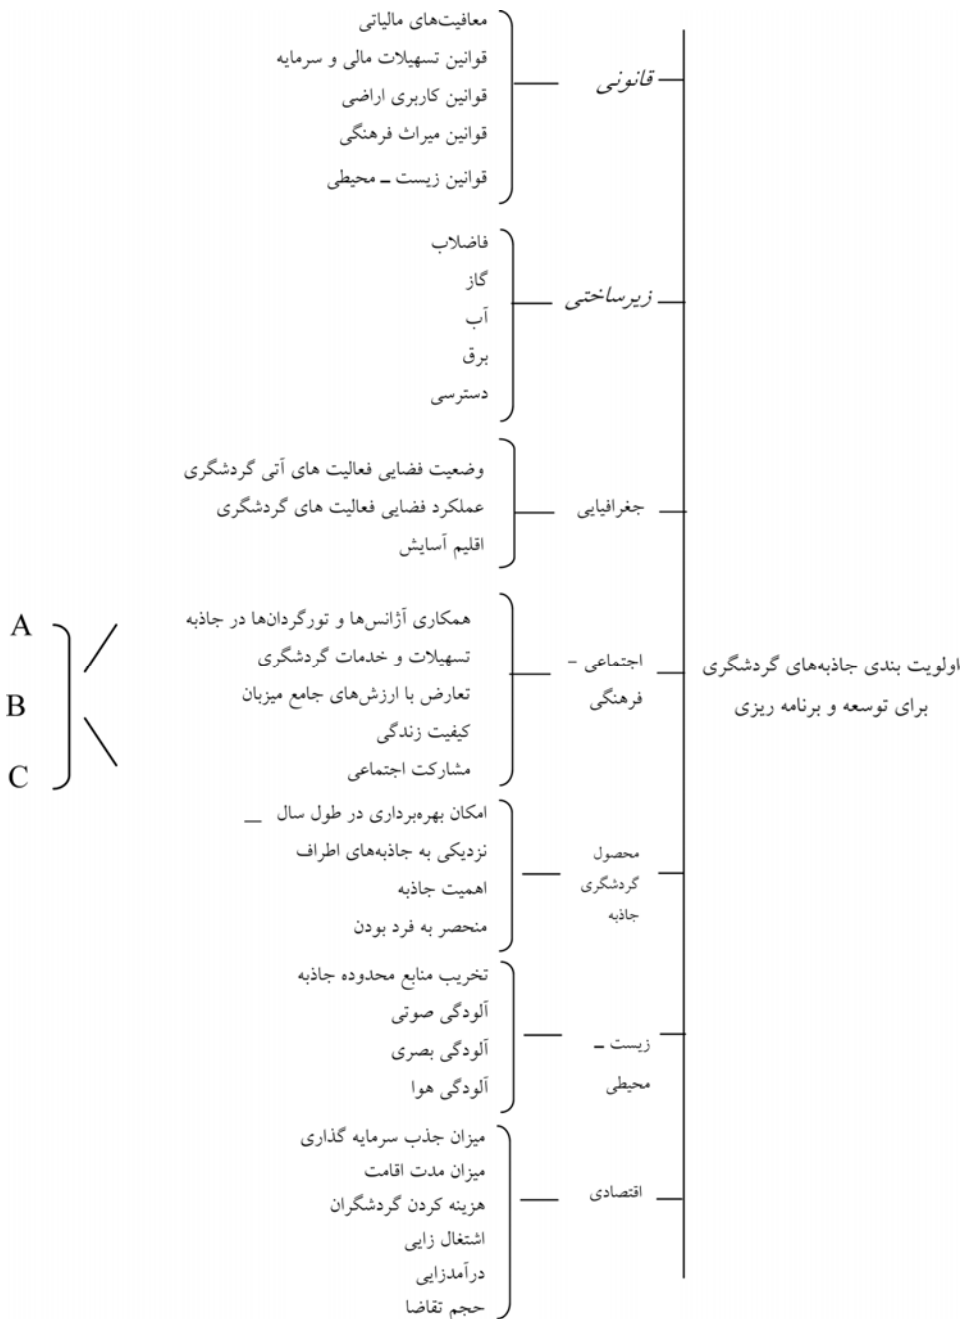 اولویت بندی جاذبه‌های گردشگری
برای توسعه و برنامه ریزی
قانونی
معافیت‌های مالیاتی
قوانین تسهیلات مالی و سرمایه
قوانین کاربری اراضی
قوانین میراث فرهنگی
قوانین زیست ــ محیطی
زیرساختی
فاضلاب
گاز
آب
برق
دسترسی
جغرافیایی
وضعیت فضایی فعالیت های آتی گردشگری
عملکرد فضایی فعالیت های گردشگری
اقلیم آسایش
اجتماعی -
فرهنگی
همکاری آژانس‌ها و تورگردان‌ها در جاذبه
تسهیلات و خدمات گردشگری
تعارض با ارزش‌های جامع میزبان
کیفیت زندگی
مشارکت اجتماعی
محصول
گردشگری
جاذبه
امکان بهره‌برداری در طول سال
نزدیکی به جاذبه‌های اطراف
اهمیت جاذبه
منحصر به فرد بودن
زیست ــ
محیطی
تخریب منابع محدوده جاذبه
آلودگی صوتی
آلودگی بصری
آلودگی هوا
اقتصادی
میزان جذب سرمایه گذاری
میزان مدت اقامت
هزینه کردن گردشگران
اشتغال زایی
درآمدزایی
حجم تقاضا
A
B
C